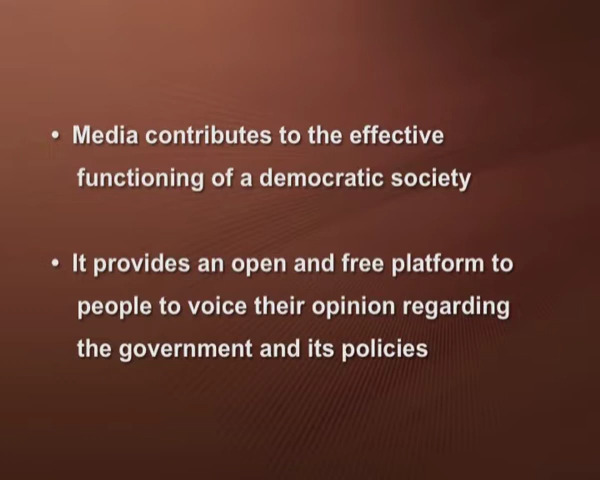 • Media contributes to the effective
functioning of a democratic society
• It provides an open and free platform to
people to voice their opinion regarding
the government and its policies